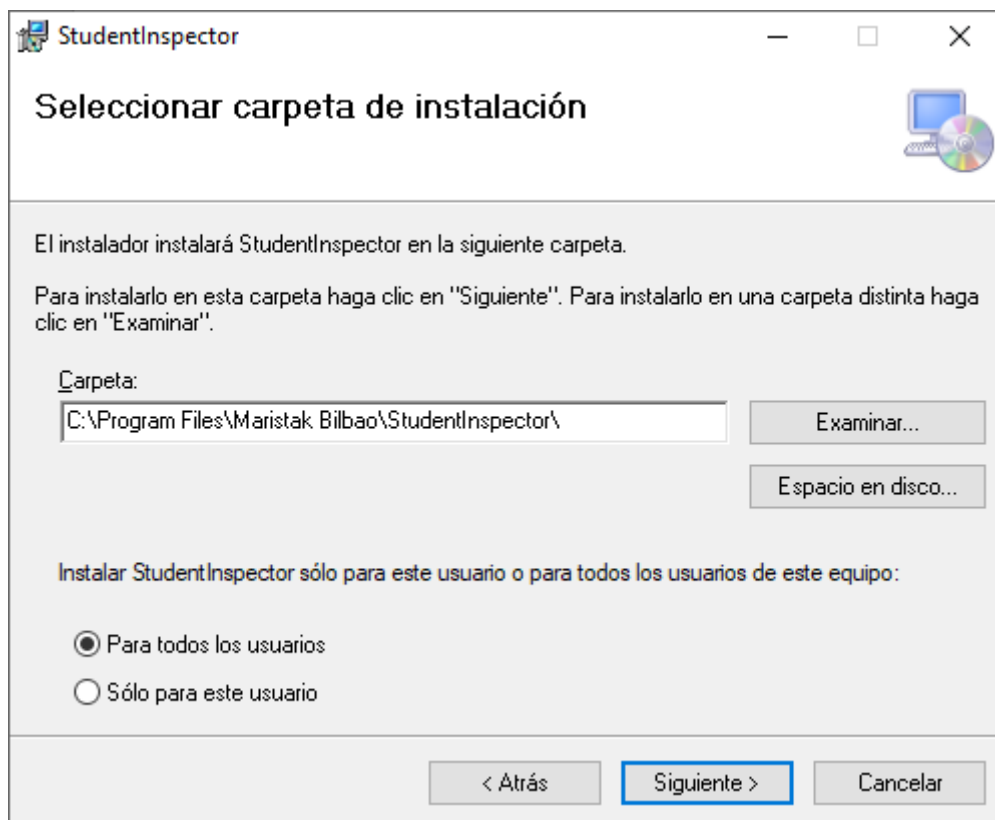 StudentInspector
Seleccionar carpeta de instalación
El instalador instalará StudentInspector en la siguiente carpeta.
Para instalarlo en esta carpeta haga clic en "Siguiente". Para instalarlo en una carpeta distinta haga
clic en "Examinar".
Carpeta:
C:\Program Files\Maristak Bilbao\StudentInspector\
Examinar...
Espacio en disco...
Instalar StudentInspector sólo para este usuario o para todos los usuarios de este equipo:
Para todos los usuarios
Sólo para este usuario
< Atrás
Siguiente >
Cancelar